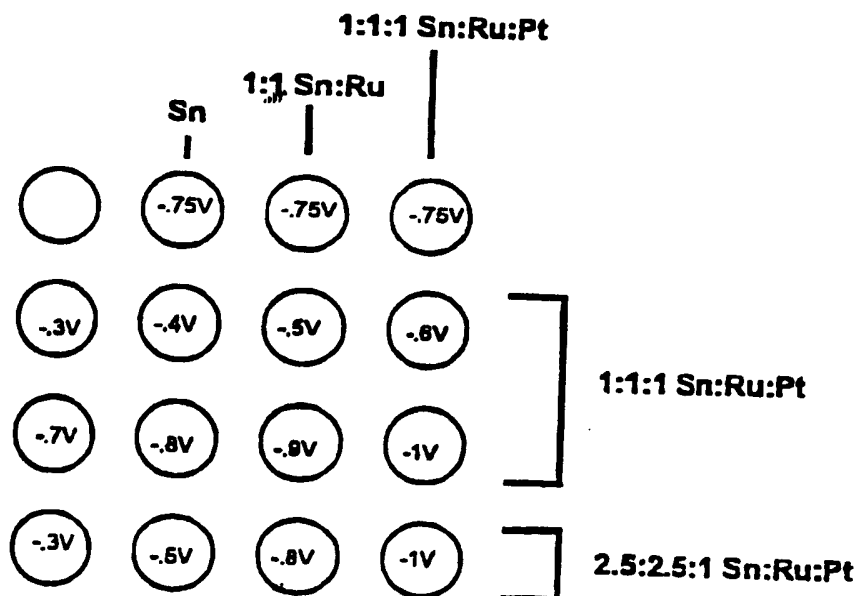 1:1:1 Sn:Ru:Pt
1:1 Sn:Ru
Sn
-.75V -.75V -.75V
-.3V -.4V -.5V -.6V
1:1:1 Sn:Ru:Pt
-.7V -.8V -.9V -1V
-.3V -.5V -.8V -1V
2.5:2.5:1 Sn:Ru:Pt